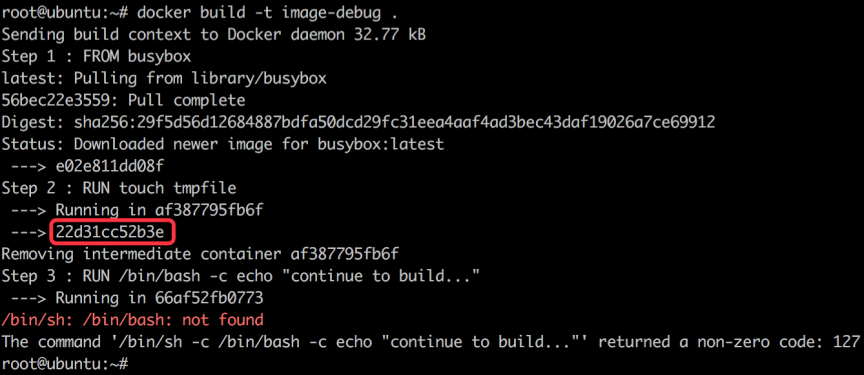 root@ubuntu:~# docker build -t image-debug .
Sending build context to Docker daemon 32.77 kB
Step 1 : FROM busybox
latest: Pulling from library/busybox
56bec22e3559: Pull complete
Digest: sha256:29f5d56d12684887bdfa50dcd29fc31eea4aaf4ad3bec43daf19026a7ce69912
Status: Downloaded newer image for busybox:latest
 ---> e02e811dd08f
Step 2 : RUN touch tmpfile
 ---> Running in af387795fb6f
 ---> 22d31cc52b3e
Removing intermediate container af387795fb6f
Step 3 : RUN /bin/bash -c echo "continue to build..."
 ---> Running in 66af52fb0773
/bin/sh: /bin/bash: not found
The command '/bin/sh -c /bin/bash -c echo "continue to build..."' returned a non-zero code: 127
root@ubuntu:~#